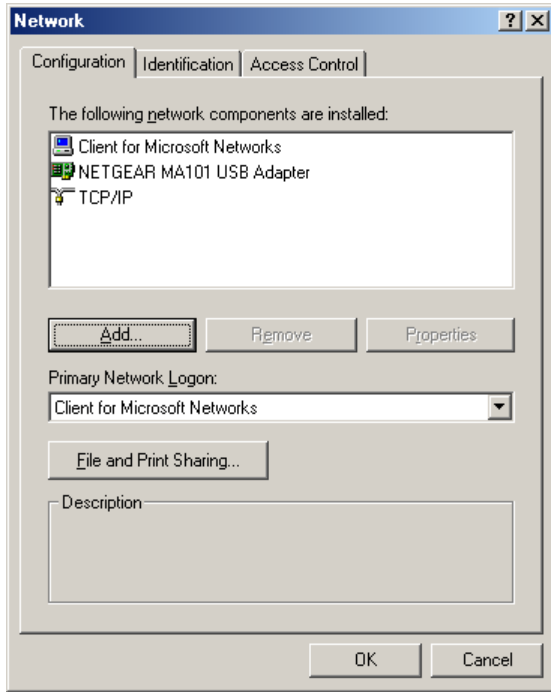 Network
Configuration Identification Access Control
The following network components are installed:
Client for Microsoft Networks
NETGEAR MA101 USB Adapter
TCP/IP
Add... Remove Properties
Primary Network Logon:
Client for Microsoft Networks
File and Print Sharing...
Description
OK Cancel